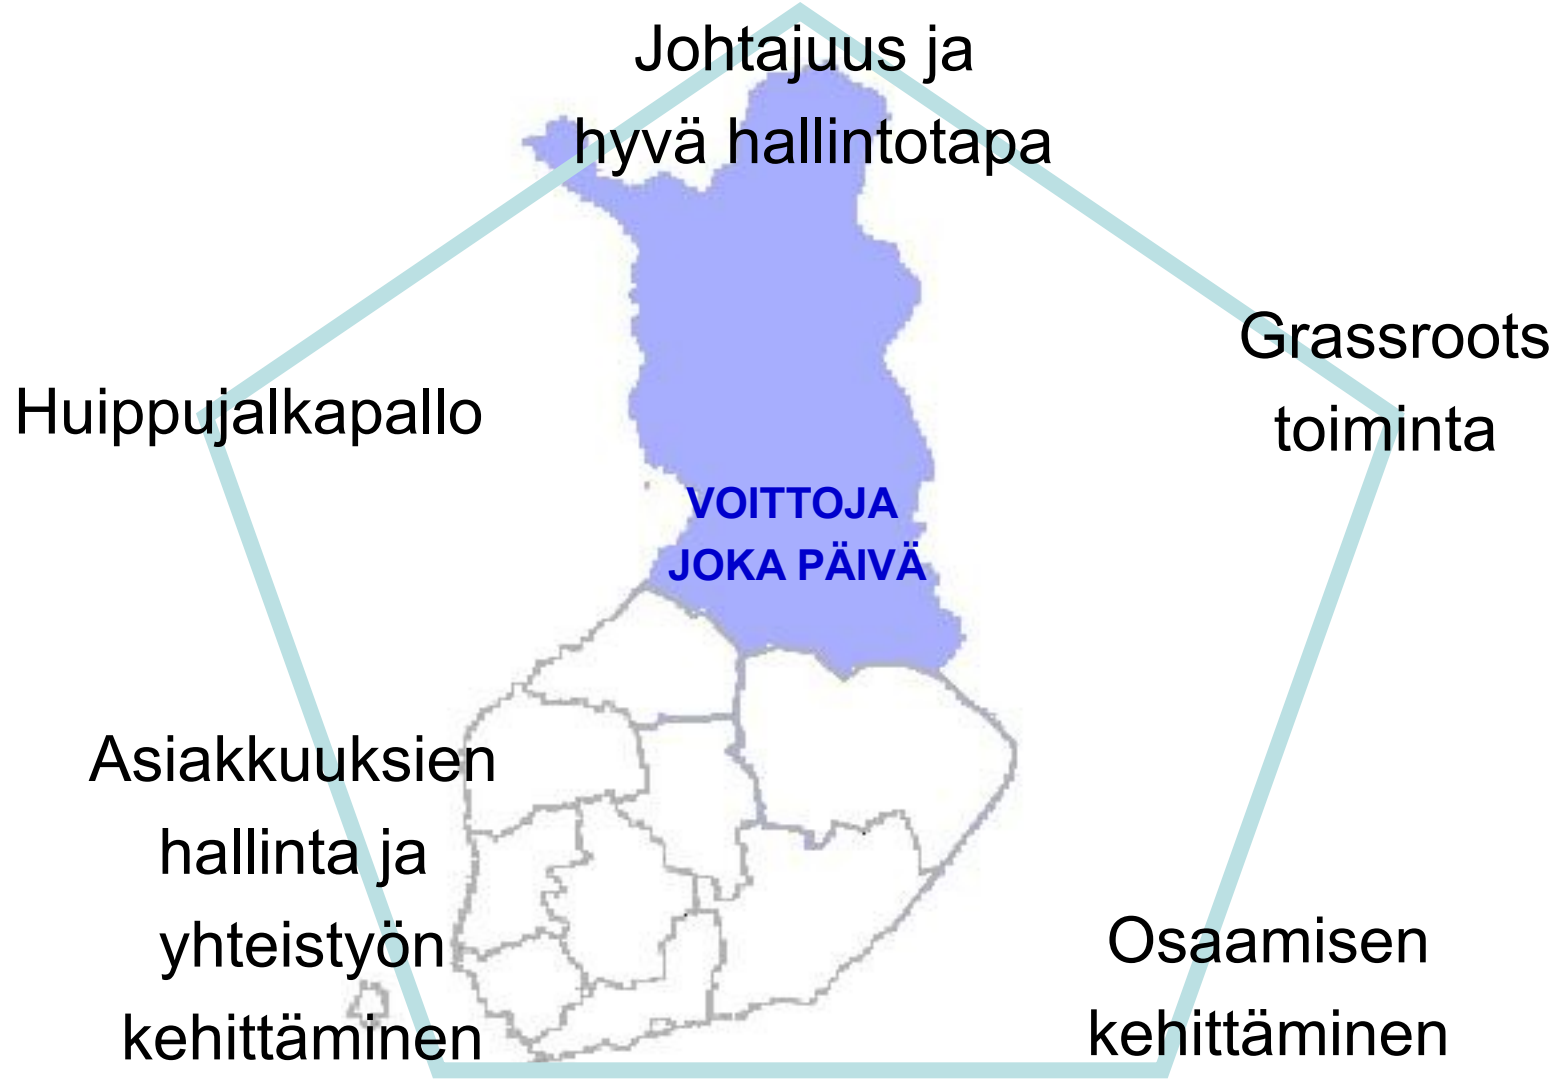 Johtajuus ja
hyvä hallintotapa
Grassroots
toiminta
Huippujalkapallo
VOITTOJA
JOKA PÄIVÄ
Asiakkuuksien
hallinta ja
yhteistyön
kehittäminen
Osaamisen
kehittäminen